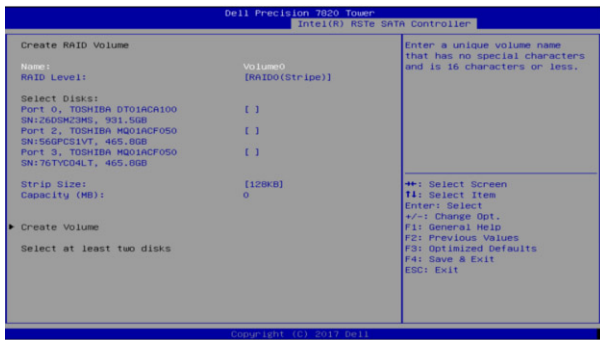 Dell Precision 7820 Tower
Intel(R) RSTe SATA Controller
Create RAID Volume
Name: Volume0
RAID Level: [RAID0(Stripe)]
Select Disks:
Port 0, TOSHIBA DT01ACA100 [ ]
SN:Z6DSMZ3MS, 931.5GB
Port 2, TOSHIBA MQ01ACF050 [ ]
SN:56GPCS1VT, 465.8GB
Port 3, TOSHIBA MQ01ACF050 [ ]
SN:76TYC04LT, 465.8GB
Strip Size: [128KB]
Capacity (MB): 0
Create Volume
Select at least two disks
Enter a unique volume name
that has no special characters
and is 16 characters or less.
→←: Select Screen
↑↓: Select Item
Enter: Select
+/-: Change Opt.
F1: General Help
F2: Previous Values
F3: Optimized Defaults
F4: Save & Exit
ESC: Exit
Copyright (C) 2017 Dell